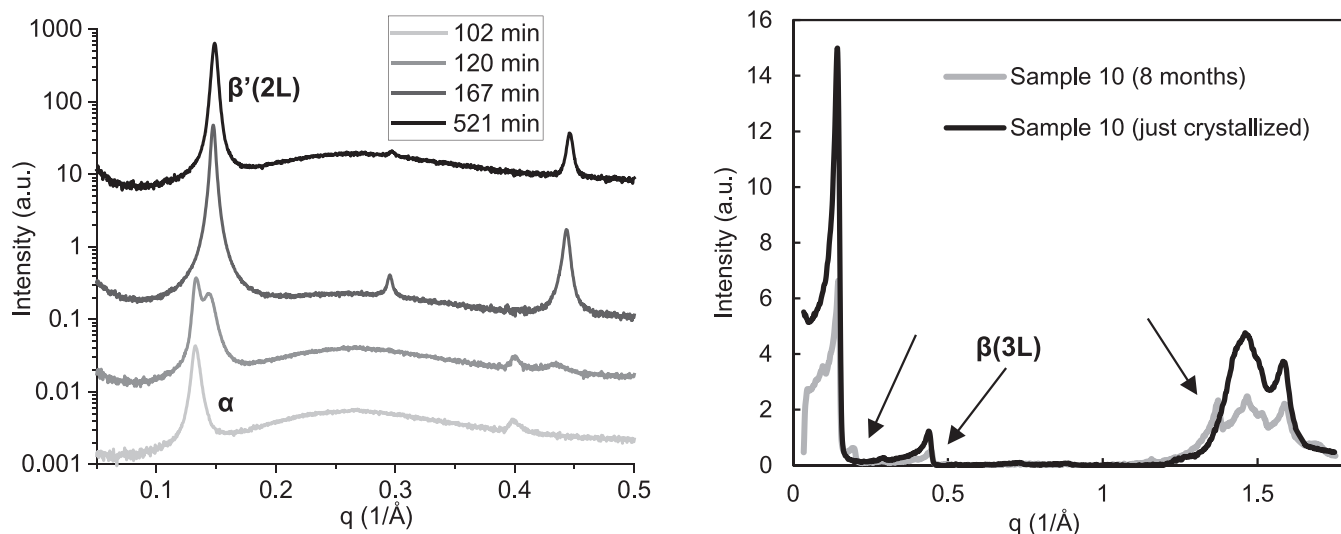 1000
100
10
1
0.1
0.01
0.001
Intensity (a.u.)
102 min
120 min
167 min
521 min
β’(2L)
α
0.1
0.2
0.3
0.4
0.5
q (1/Å)
16
14
12
10
8
6
4
2
0
Intensity (a.u.)
Sample 10 (8 months)
Sample 10 (just crystallized)
β(3L)
0
0.5
1
1.5
q (1/Å)